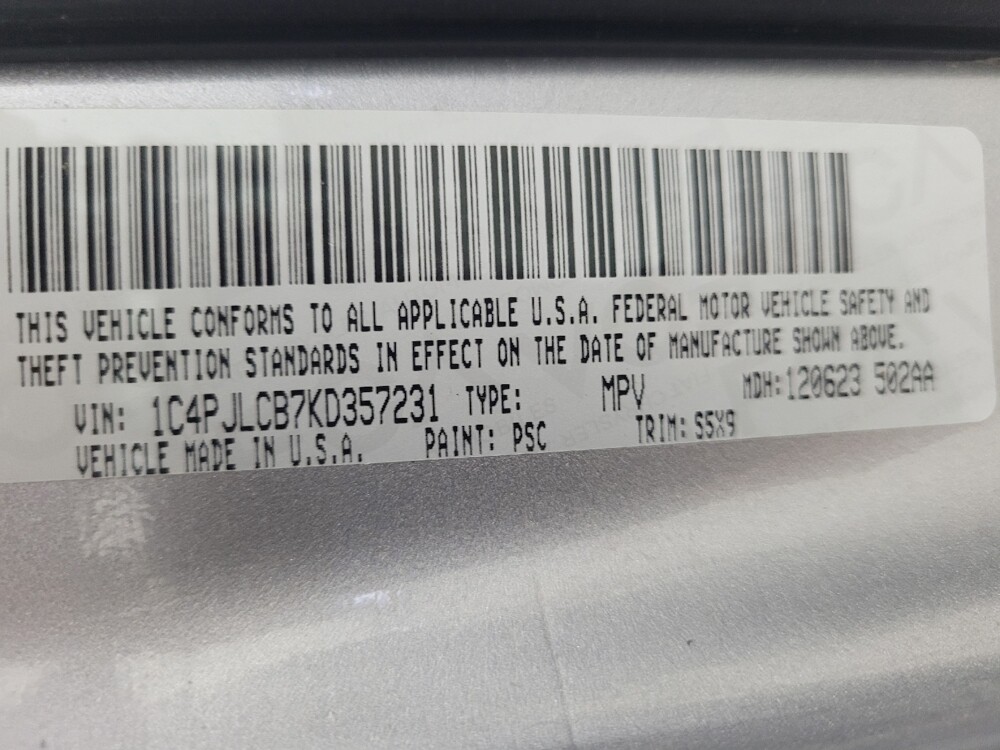 THIS VEHICLE CONFORMS TO ALL APPLICABLE U.S.A. FEDERAL MOTOR VEHICLE SAFETY AND
THEFT PREVENTION STANDARDS IN EFFECT ON THE DATE OF MANUFACTURE SHOWN ABOVE.
VIN: 1C4PJLCB7KD357231 TYPE: MPV MDH: 120623 502AA
VEHICLE MADE IN U.S.A. PAINT: PSC TRIM: S5X9